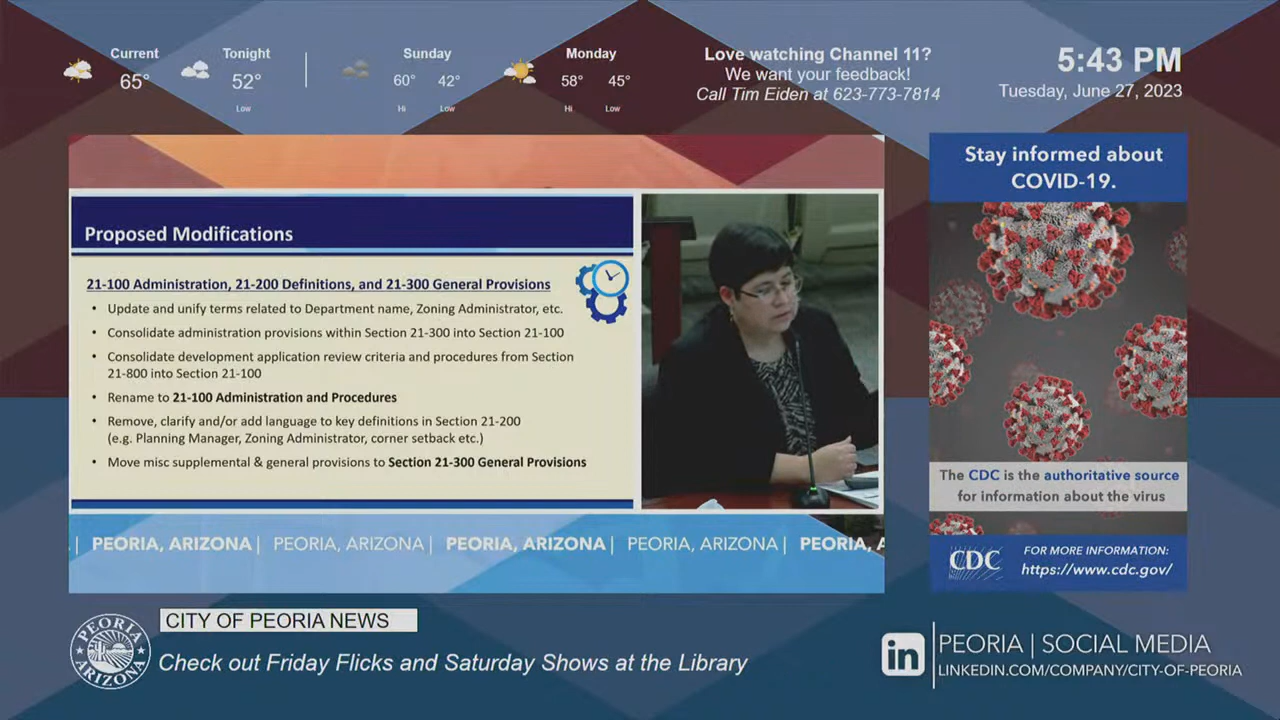 Current
65°
Tonight
52°
Low
Sunday
60° 42°
Hi Low
Monday
58° 45°
Hi Low
Love watching Channel 11?
We want your feedback!
Call Tim Eiden at 623-773-7814
5:43 PM
Tuesday, June 27, 2023
Proposed Modifications
21-100 Administration, 21-200 Definitions, and 21-300 General Provisions
• Update and unify terms related to Department name, Zoning Administrator, etc.
• Consolidate administration provisions within Section 21-300 into Section 21-100
• Consolidate development application review criteria and procedures from Section
21-800 into Section 21-100
• Rename to 21-100 Administration and Procedures
• Remove, clarify and/or add language to key definitions in Section 21-200
(e.g. Planning Manager, Zoning Administrator, corner setback etc.)
• Move misc supplemental & general provisions to Section 21-300 General Provisions
| PEORIA, ARIZONA | PEORIA, ARIZONA | PEORIA, ARIZONA | PEORIA, ARIZONA | PEORIA, A
Stay informed about
COVID-19.
The CDC is the authoritative source
for information about the virus
CDC
FOR MORE INFORMATION:
https://www.cdc.gov/
PEORIA
ARIZONA
CITY OF PEORIA NEWS
Check out Friday Flicks and Saturday Shows at the Library
in
PEORIA | SOCIAL MEDIA
LINKEDIN.COM/COMPANY/CITY-OF-PEORIA